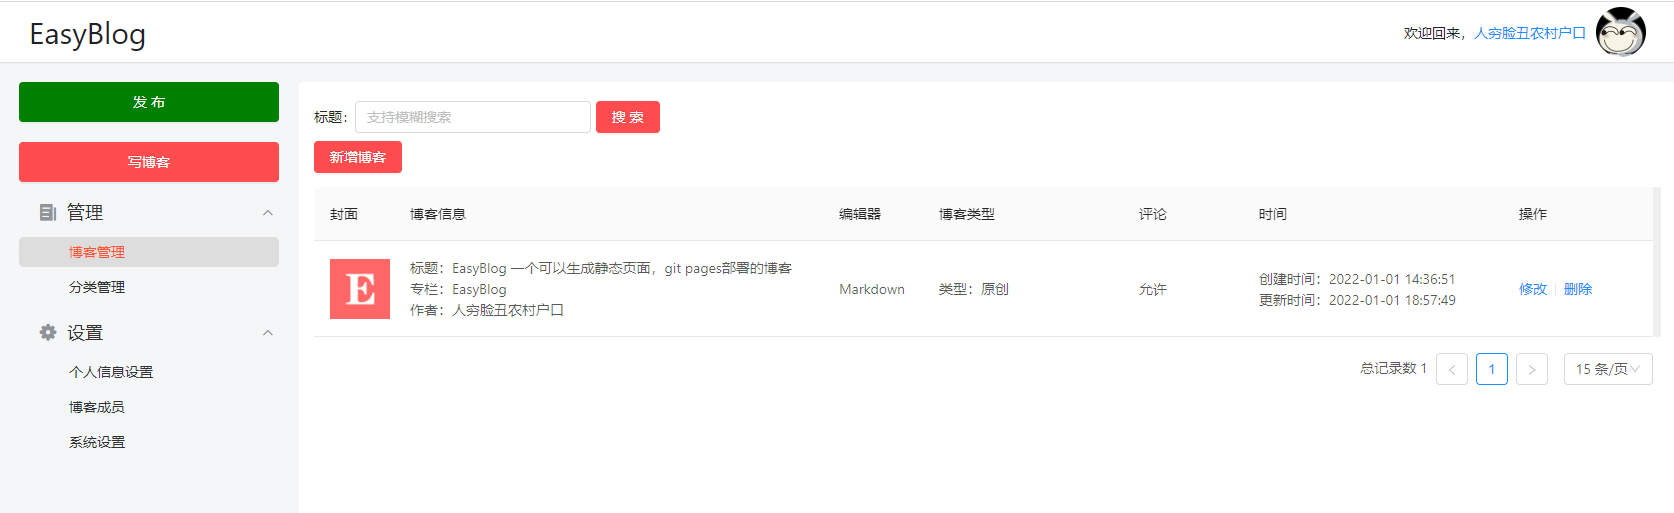 EasyBlog
欢迎回来，人穷脸丑农村户口
发 布
写博客
管理
博客管理
分类管理
设置
个人信息设置
博客成员
系统设置
标题：支持模糊搜索 搜 索
新增博客
封面 博客信息 编辑器 博客类型 评论 时间 操作
E
标题：EasyBlog 一个可以生成静态页面，git pages部署的博客
专栏：EasyBlog
作者：人穷脸丑农村户口
Markdown
类型：原创
允许
创建时间：2022-01-01 14:36:51
更新时间：2022-01-01 18:57:49
修改 删除
总记录数 1 < 1 > 15 条/页